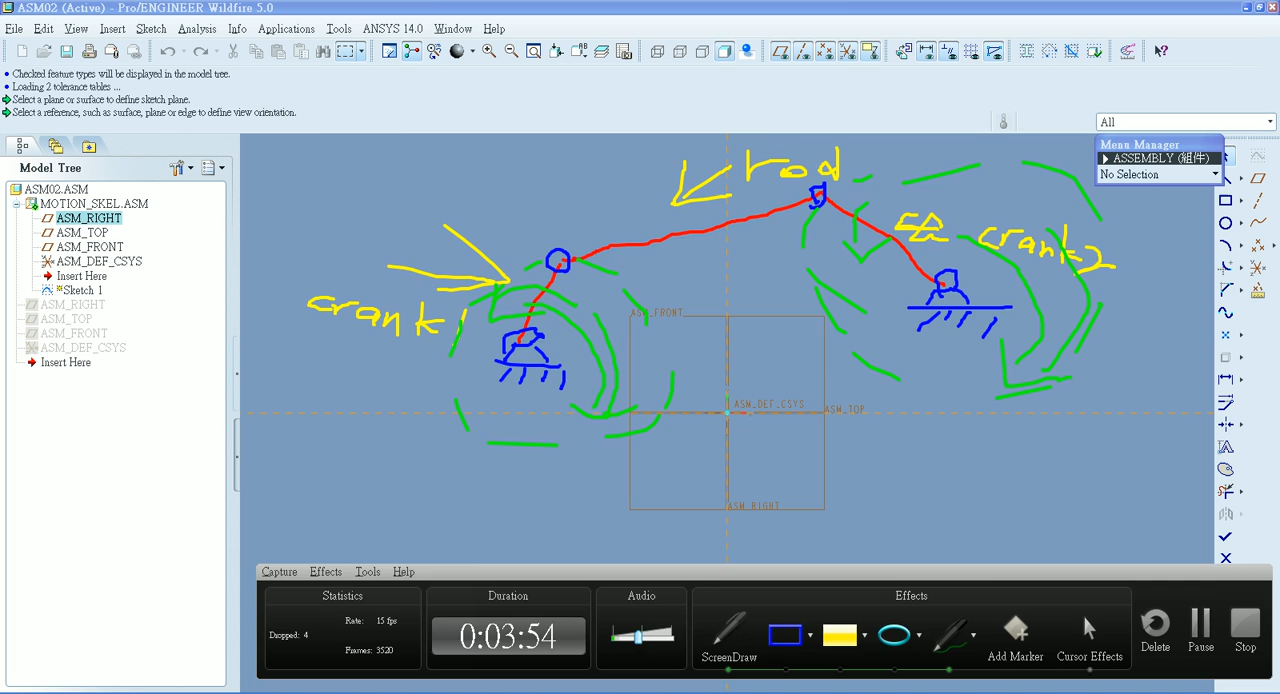 ASM02 (Active) - Pro/ENGINEER Wildfire 5.0
File Edit View Insert Sketch Analysis Info Applications Tools ANSYS 14.0 Window Help
• Checked feature types will be displayed in the model tree.
• Loading 2 tolerance tables ...
Select a plane or surface to define sketch plane.
Select a reference, such as surface, plane or edge to define view orientation.
All
Menu Manager
ASSEMBLY (組件)
No Selection
Model Tree
ASM02.ASM
MOTION_SKEL.ASM
ASM_RIGHT
ASM_TOP
ASM_FRONT
ASM_DEF_CSYS
Insert Here
*Sketch 1
ASM_RIGHT
ASM_TOP
ASM_FRONT
ASM_DEF_CSYS
Insert Here
rod
crank2
crank1
ASM_FRONT
ASM_DEF_CSYS
ASM_TOP
ASM_RIGHT
Capture Effects Tools Help
Statistics
Duration
Audio
Effects
Rate: 15 fps
Dropped: 4
Frames: 3520
0:03:54
ScreenDraw
Add Marker
Cursor Effects
Delete
Pause
Stop